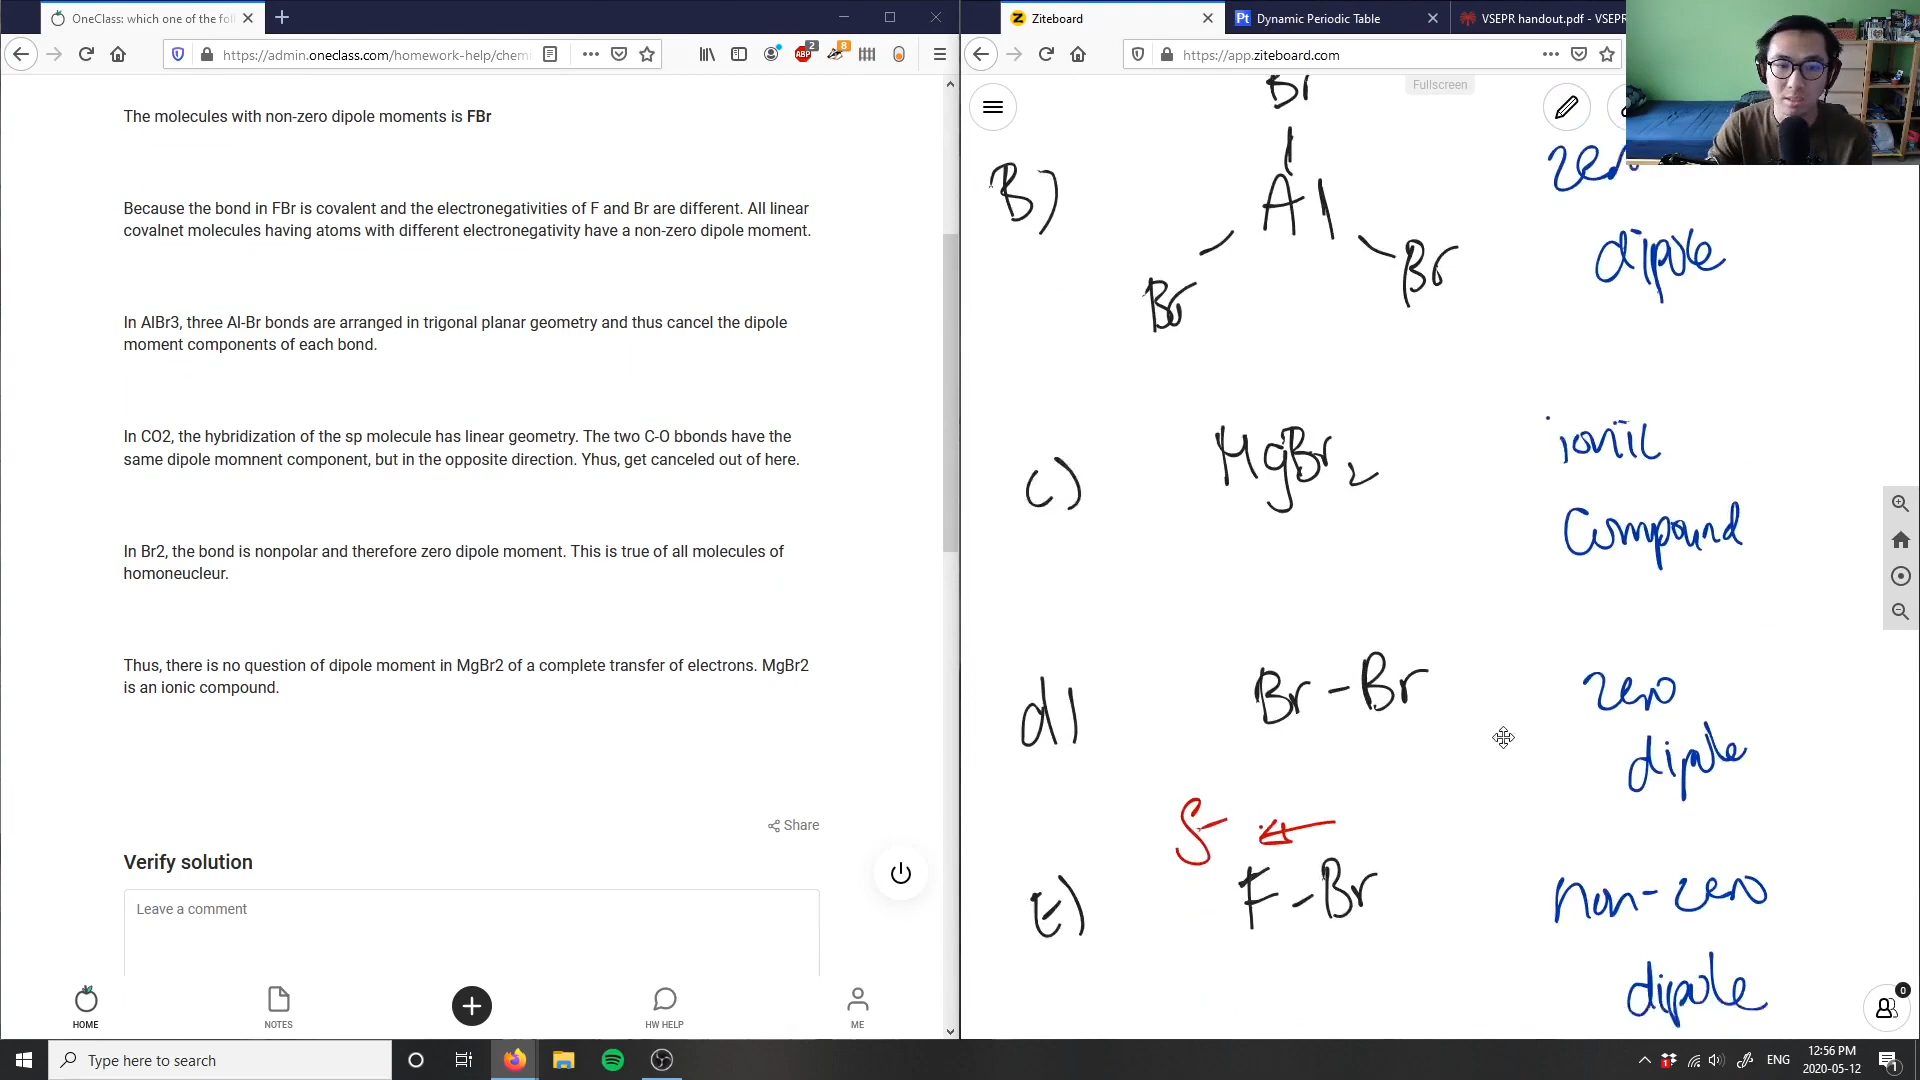 OneClass: which one of the fol
https://admin.oneclass.com/homework-help/chemi
2
8
The molecules with non-zero dipole moments is FBr
Because the bond in FBr is covalent and the electronegativities of F and Br are different. All linear
covalnet molecules having atoms with different electronegativity have a non-zero dipole moment.
In AlBr3, three Al-Br bonds are arranged in trigonal planar geometry and thus cancel the dipole
moment components of each bond.
In CO2, the hybridization of the sp molecule has linear geometry. The two C-O bbonds have the
same dipole momnent component, but in the opposite direction. Yhus, get canceled out of here.
In Br2, the bond is nonpolar and therefore zero dipole moment. This is true of all molecules of
homoneucleur.
Thus, there is no question of dipole moment in MgBr2 of a complete transfer of electrons. MgBr2
is an ionic compound.
Share
Verify solution
Leave a comment
HOME
NOTES
HW HELP
ME
Ziteboard
Pt Dynamic Periodic Table
VSEPR handout.pdf - VSEPR
https://app.ziteboard.com
Fullscreen
Br
B) Al zero
Br Br dipole
c) MgBr2 ionic
compound
d) Br-Br zero
dipole
δ-
E) F-Br non-zero
dipole
0
Type here to search
ENG
12:56 PM
2020-05-12
1